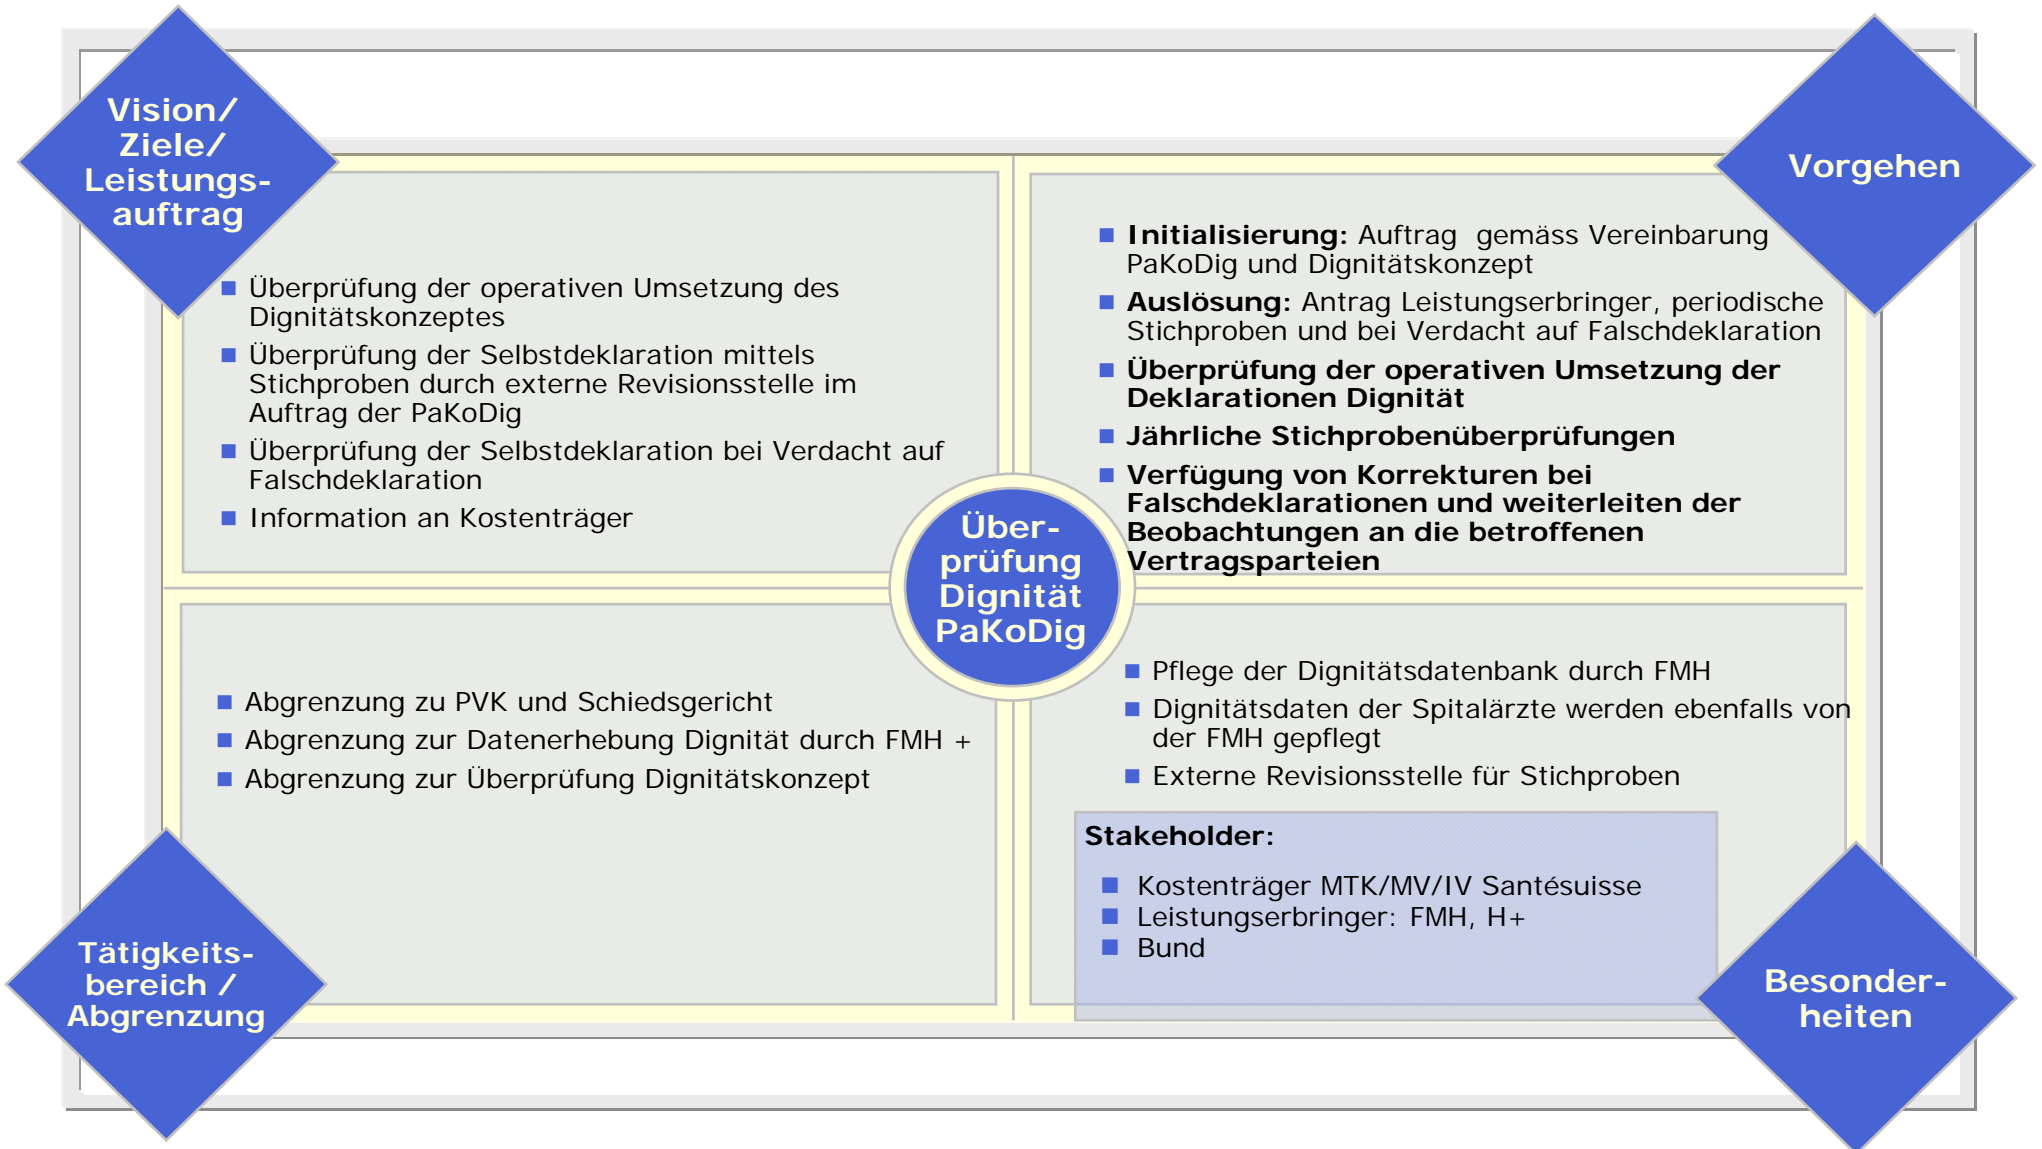 Vision/
Ziele/
Leistungs-
auftrag
Überprüfung der operativen Umsetzung des
Dignitätskonzeptes
Überprüfung der Selbstdeklaration mittels
Stichproben durch externe Revisionsstelle im
Auftrag der PaKoDig
Überprüfung der Selbstdeklaration bei Verdacht auf
Falschdeklaration
Information an Kostenträger
Vorgehen
Initialisierung: Auftrag gemäss Vereinbarung
PaKoDig und Dignitätskonzept
Auslösung: Antrag Leistungserbringer, periodische
Stichproben und bei Verdacht auf Falschdeklaration
Überprüfung der operativen Umsetzung der
Deklarationen Dignität
Jährliche Stichprobenüberprüfungen
Verfügung von Korrekturen bei
Falschdeklarationen und weiterleiten der
Beobachtungen an die betroffenen
Vertragsparteien
Über-
prüfung
Dignität
PaKoDig
Abgrenzung zu PVK und Schiedsgericht
Abgrenzung zur Datenerhebung Dignität durch FMH +
Abgrenzung zur Überprüfung Dignitätskonzept
Tätigkeits-
bereich /
Abgrenzung
Pflege der Dignitätsdatenbank durch FMH
Dignitätsdaten der Spitalärzte werden ebenfalls von
der FMH gepflegt
Externe Revisionsstelle für Stichproben
Stakeholder:
Kostenträger MTK/MV/IV Santésuisse
Leistungserbringer: FMH, H+
Bund
Besonder-
heiten